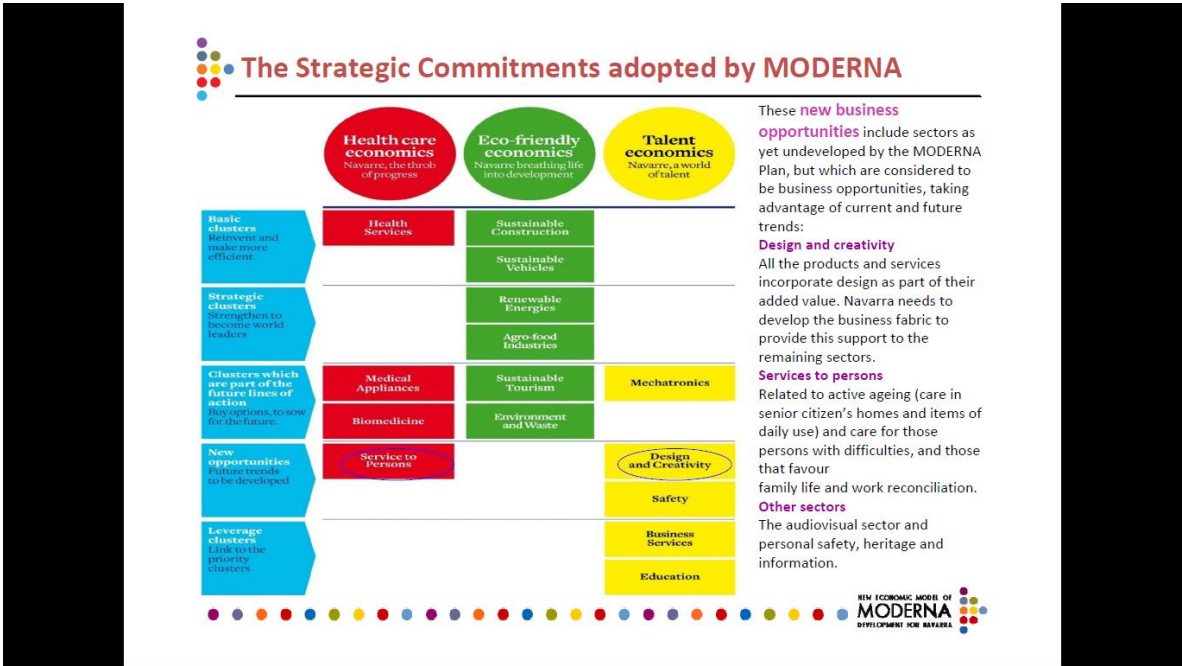 The Strategic Commitments adopted by MODERNA
Health care
economics
Navarre, the throb
of progress
Eco-friendly
economics
Navarre breathing life
into development
Talent
economics
Navarre, a world
of talent
Basic
clusters
Reinvent and
make more
efficient
Health
Services
Sustainable
Construction
Sustainable
Vehicles
Strategic
clusters
Strengthen to
become world
leaders
Renewable
Energies
Agro-food
Industries
Clusters which
are part of the
future lines of
action
Buy options, to sow
for the future.
Medical
Appliances
Biomedicine
Sustainable
Tourism
Environment
and Waste
Mechatronics
New
opportunities
Future trends
to be developed
Service to
Persons
Design
and Creativity
Safety
Leverage
clusters
Link to the
priority
clusters
Business
Services
Education
These new business
opportunities include sectors as
yet undeveloped by the MODERNA
Plan, but which are considered to
be business opportunities, taking
advantage of current and future
trends:
Design and creativity
All the products and services
incorporate design as part of their
added value. Navarra needs to
develop the business fabric to
provide this support to the
remaining sectors.
Services to persons
Related to active ageing (care in
senior citizen's homes and items of
daily use) and care for those
persons with difficulties, and those
that favour
family life and work reconciliation.
Other sectors
The audiovisual sector and
personal safety, heritage and
information.
NEW ECONOMIC MODEL OF
MODERNA
DEVELOPMENT FOR NAVARRA